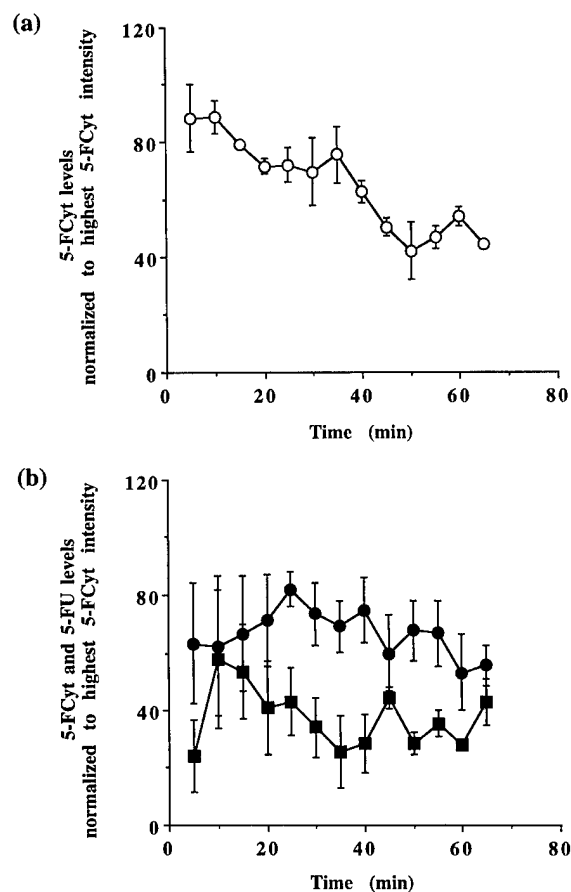 (a)
5-FCyt levels
normalized to highest 5-FCyt intensity
120
80
40
0
0 20 40 60 80
Time (min)
(b)
5-FCyt and 5-FU levels
normalized to highest 5-FCyt intensity
120
80
40
0
0 20 40 60 80
Time (min)